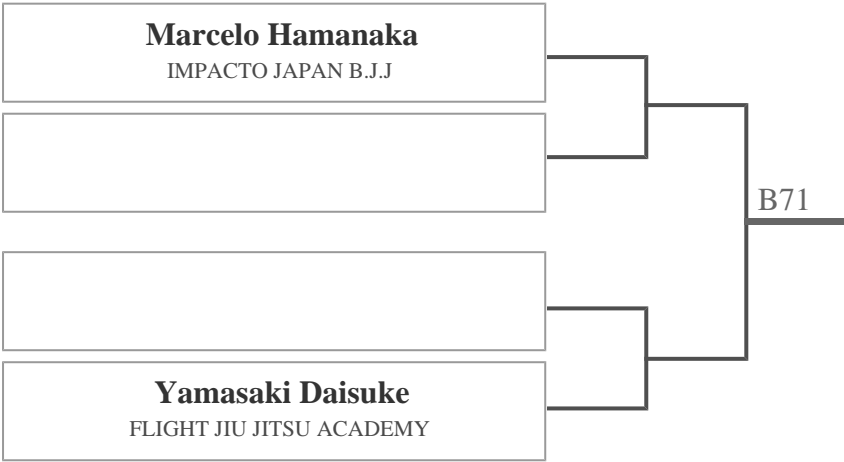 Marcelo Hamanaka
IMPACTO JAPAN B.J.J
B71
Yamasaki Daisuke
FLIGHT JIU JITSU ACADEMY